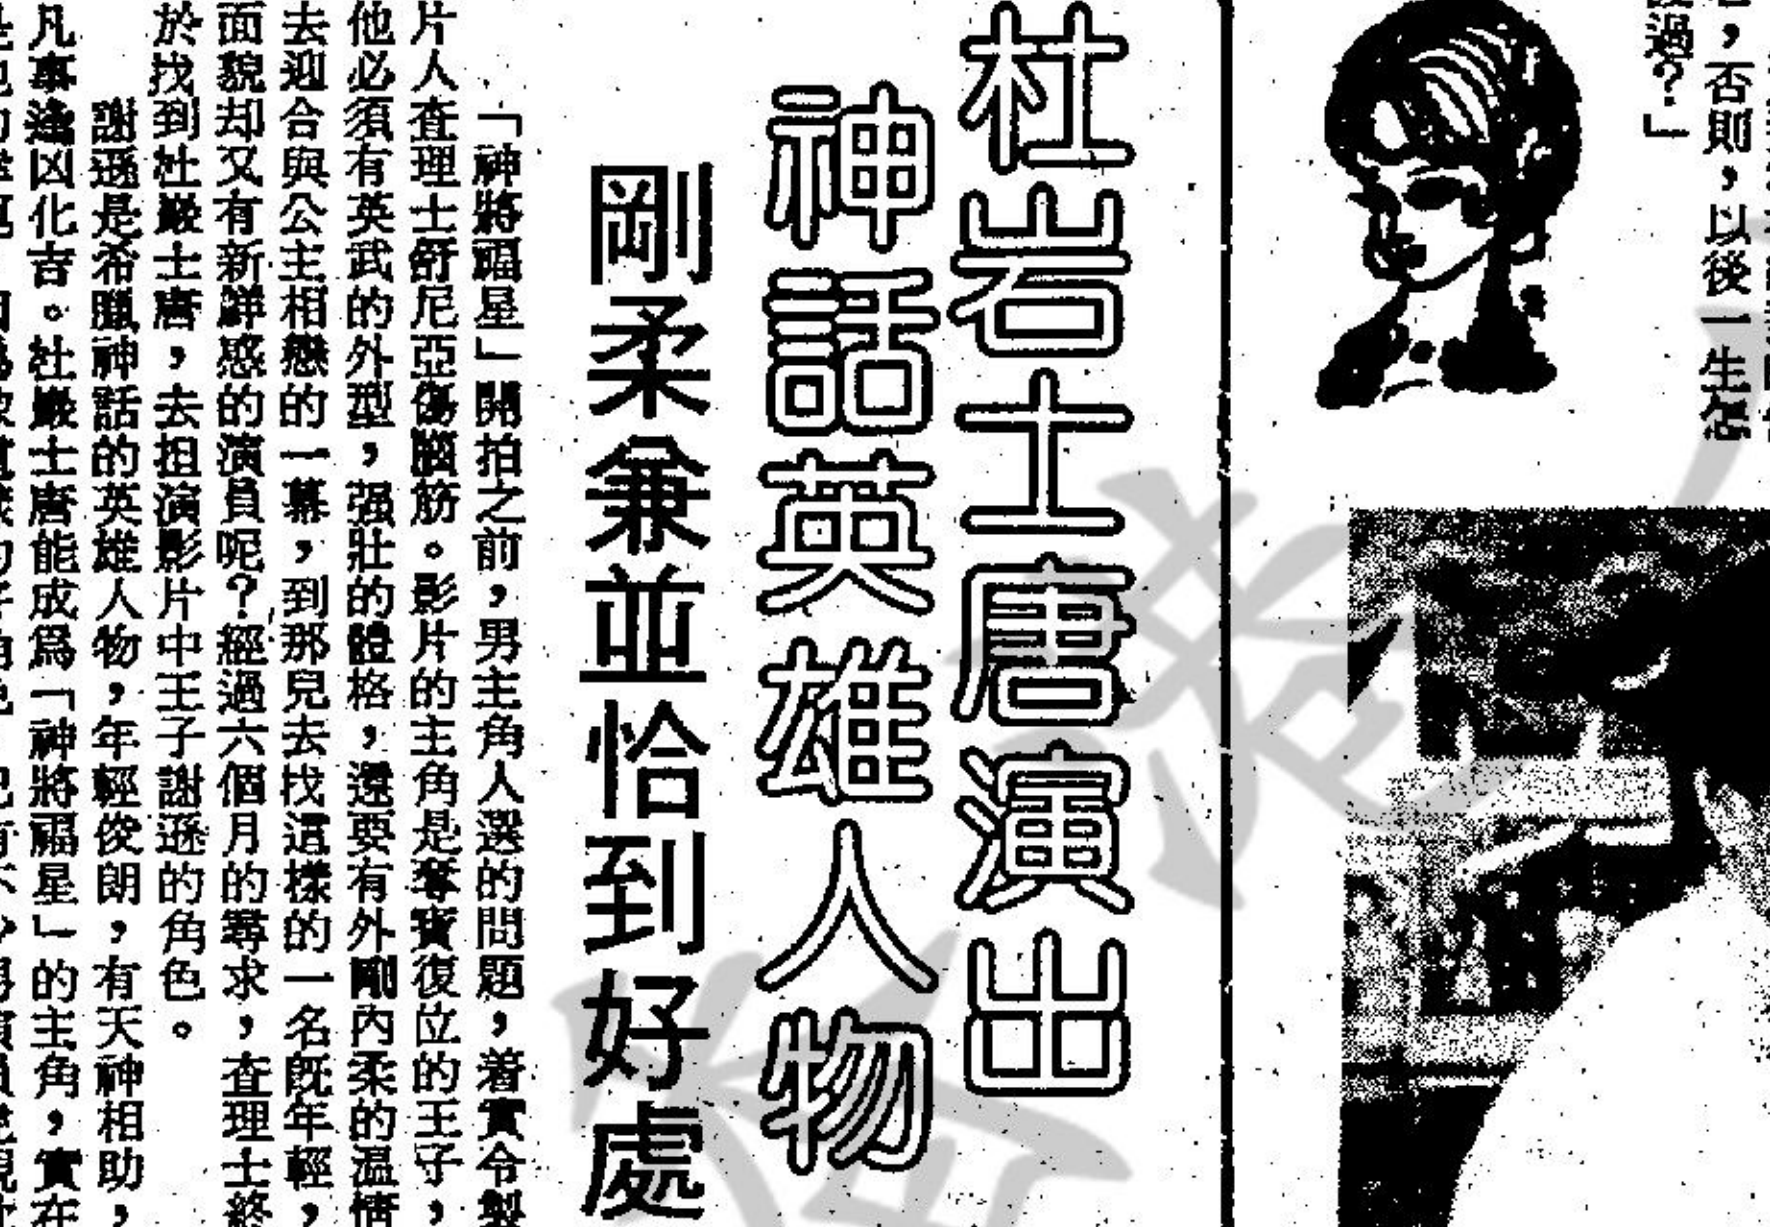 ，否則，以後一生怎
過？」
杜岩士唐演出
神話英雄人物
剛柔兼並恰到好處
「神將福星」開拍之前，男主角人選的問題，着實令製
片人查理士舒尼亞傷腦筋。影片的主角是奪寶復位的王子，
他必須有英武的外型，强壯的體格，還要有外剛內柔的溫情
去迎合與公主相戀的一幕，到那兒去找這樣的一名既年輕，
面貌却又有新鮮感的演員呢？經過六個月的尋求，查理士終
於找到杜巖士唐，去担演影片中王子謝遜的角色。
謝遜是希臘神話的英雄人物，年輕俊朗，有天神相助，
凡事逢凶化吉。杜巖士唐能成爲「神將福星」的主角，實在